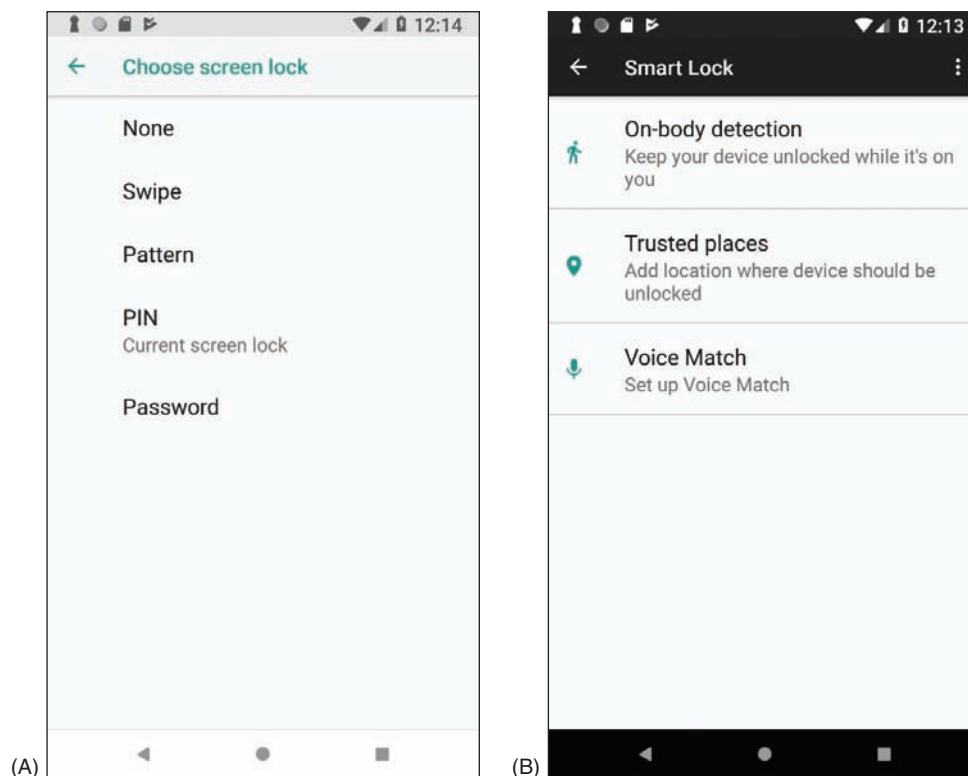 12:14
Choose screen lock
None
Swipe
Pattern
PIN
Current screen lock
Password
(A)
12:13
Smart Lock
On-body detection
Keep your device unlocked while it's on
you
Trusted places
Add location where device should be
unlocked
Voice Match
Set up Voice Match
(B)